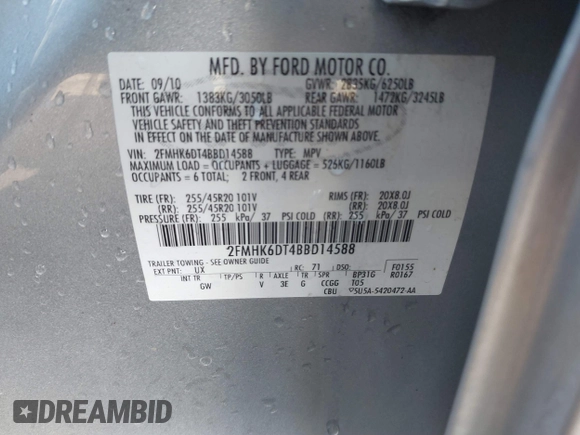 MFD. BY FORD MOTOR CO.
DATE: 09/10 GVWR: 2835KG/6250LB
FRONT GAWR: 1383KG/3050LB REAR GAWR: 1472KG/3245LB
THIS VEHICLE CONFORMS TO ALL APPLICABLE FEDERAL MOTOR
VEHICLE SAFETY AND THEFT PREVENTION STANDARDS
IN EFFECT ON THE DATE OF MANUFACTURE SHOWN ABOVE.
VIN: 2FMHK6DT4BBD14588 TYPE: MPV
MAXIMUM LOAD = OCCUPANTS + LUGGAGE = 526KG/1160LB
OCCUPANTS = 6 TOTAL; 2 FRONT, 4 REAR
TIRE (FR): 255/45R20 101V RIMS (FR): 20X8.0J
(RR): 255/45R20 101V (RR): 20X8.0J
PRESSURE (FR): 255 kPa/ 37 PSI COLD (RR): 255 kPa/ 37 PSI COLD
2FMHK6DT4BBD14588
TRAILER TOWING - SEE OWNER GUIDE
EXT PNT: UX RC: 71 DSO: F0155
INT TR TP/PS R AXLE TR SPR BP31G R0167
GW V 3E G CCGG T05
CBU 5U5A-5420472-AA
DREAMBID